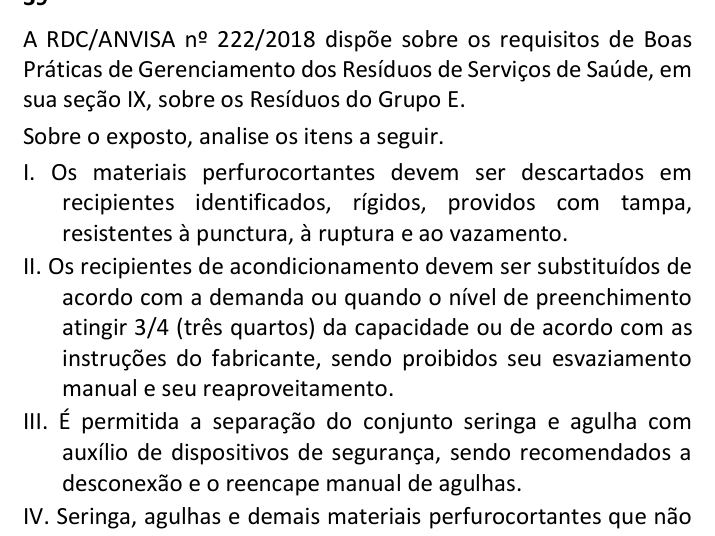 39
A RDC/ANVISA nº 222/2018 dispõe sobre os requisitos de Boas
Práticas de Gerenciamento dos Resíduos de Serviços de Saúde, em
sua seção IX, sobre os Resíduos do Grupo E.
Sobre o exposto, analise os itens a seguir.
I. Os materiais perfurocortantes devem ser descartados em
recipientes identificados, rígidos, providos com tampa,
resistentes à punctura, à ruptura e ao vazamento.
II. Os recipientes de acondicionamento devem ser substituídos de
acordo com a demanda ou quando o nível de preenchimento
atingir 3/4 (três quartos) da capacidade ou de acordo com as
instruções do fabricante, sendo proibidos seu esvaziamento
manual e seu reaproveitamento.
III. É permitida a separação do conjunto seringa e agulha com
auxílio de dispositivos de segurança, sendo recomendados a
desconexão e o reencape manual de agulhas.
IV. Seringa, agulhas e demais materiais perfurocortantes que não